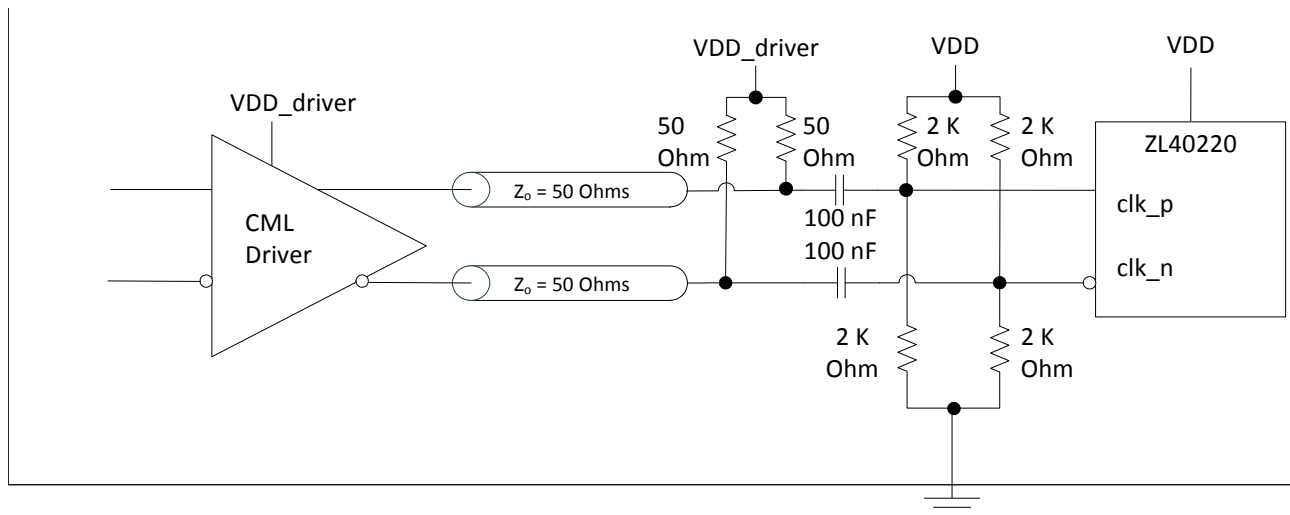 VDD_driver
VDD
VDD
VDD_driver
50
Ohm
50
Ohm
2 K
Ohm
2 K
Ohm
ZL40220
Zo = 50 Ohms
clk_p
CML
Driver
100 nF
100 nF
clk_n
Zo = 50 Ohms
2 K
Ohm
2 K
Ohm